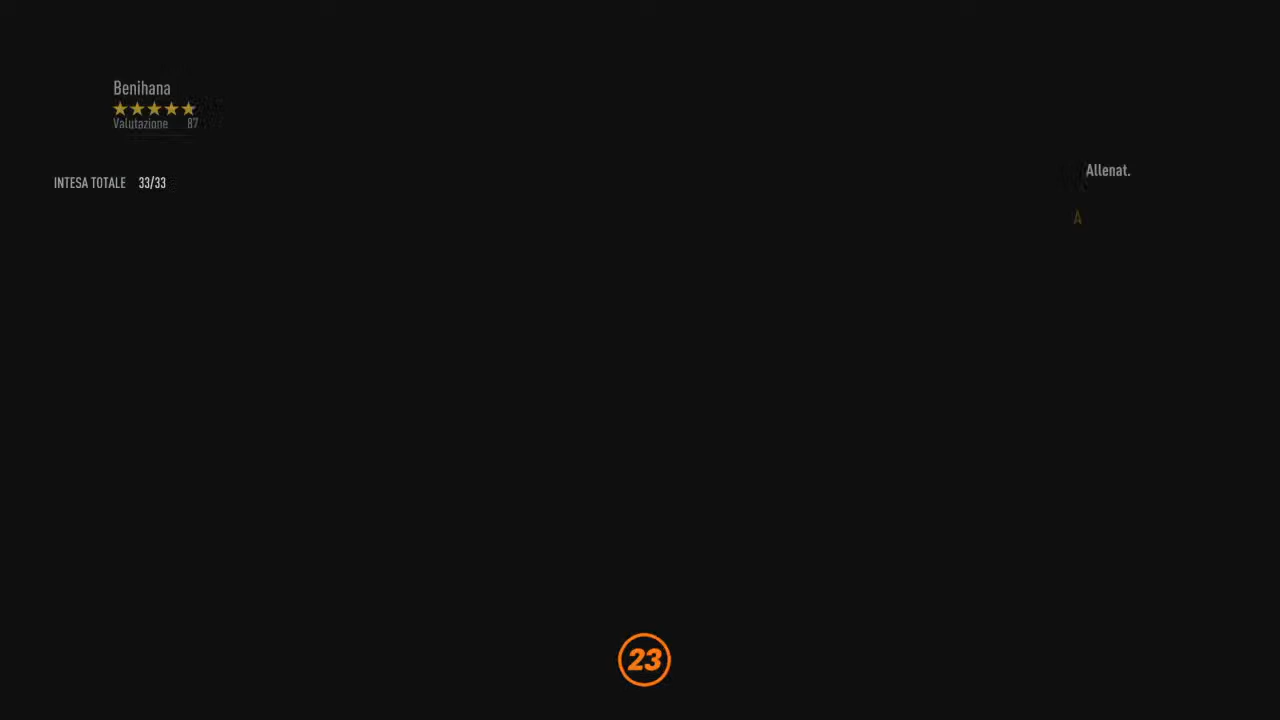 Benihana
Valutazione 87
INTESA TOTALE 33/33
Allenat.
A
23